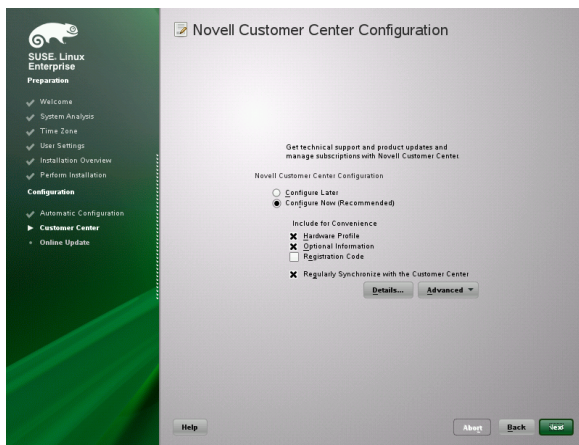 SUSE. Linux
Enterprise
Preparation
Welcome
System Analysis
Time Zone
User Settings
Installation Overview
Perform Installation
Configuration
Automatic Configuration
Customer Center
Online Update
Novell Customer Center Configuration
Get technical support and product updates and
manage subscriptions with Novell Customer Center.
Novell Customer Center Configuration
Configure Later
Configure Now (Recommended)
Include for Convenience
Hardware Profile
Optional Information
Registration Code
Regularly Synchronize with the Customer Center
Details... Advanced
Help Abort Back Next